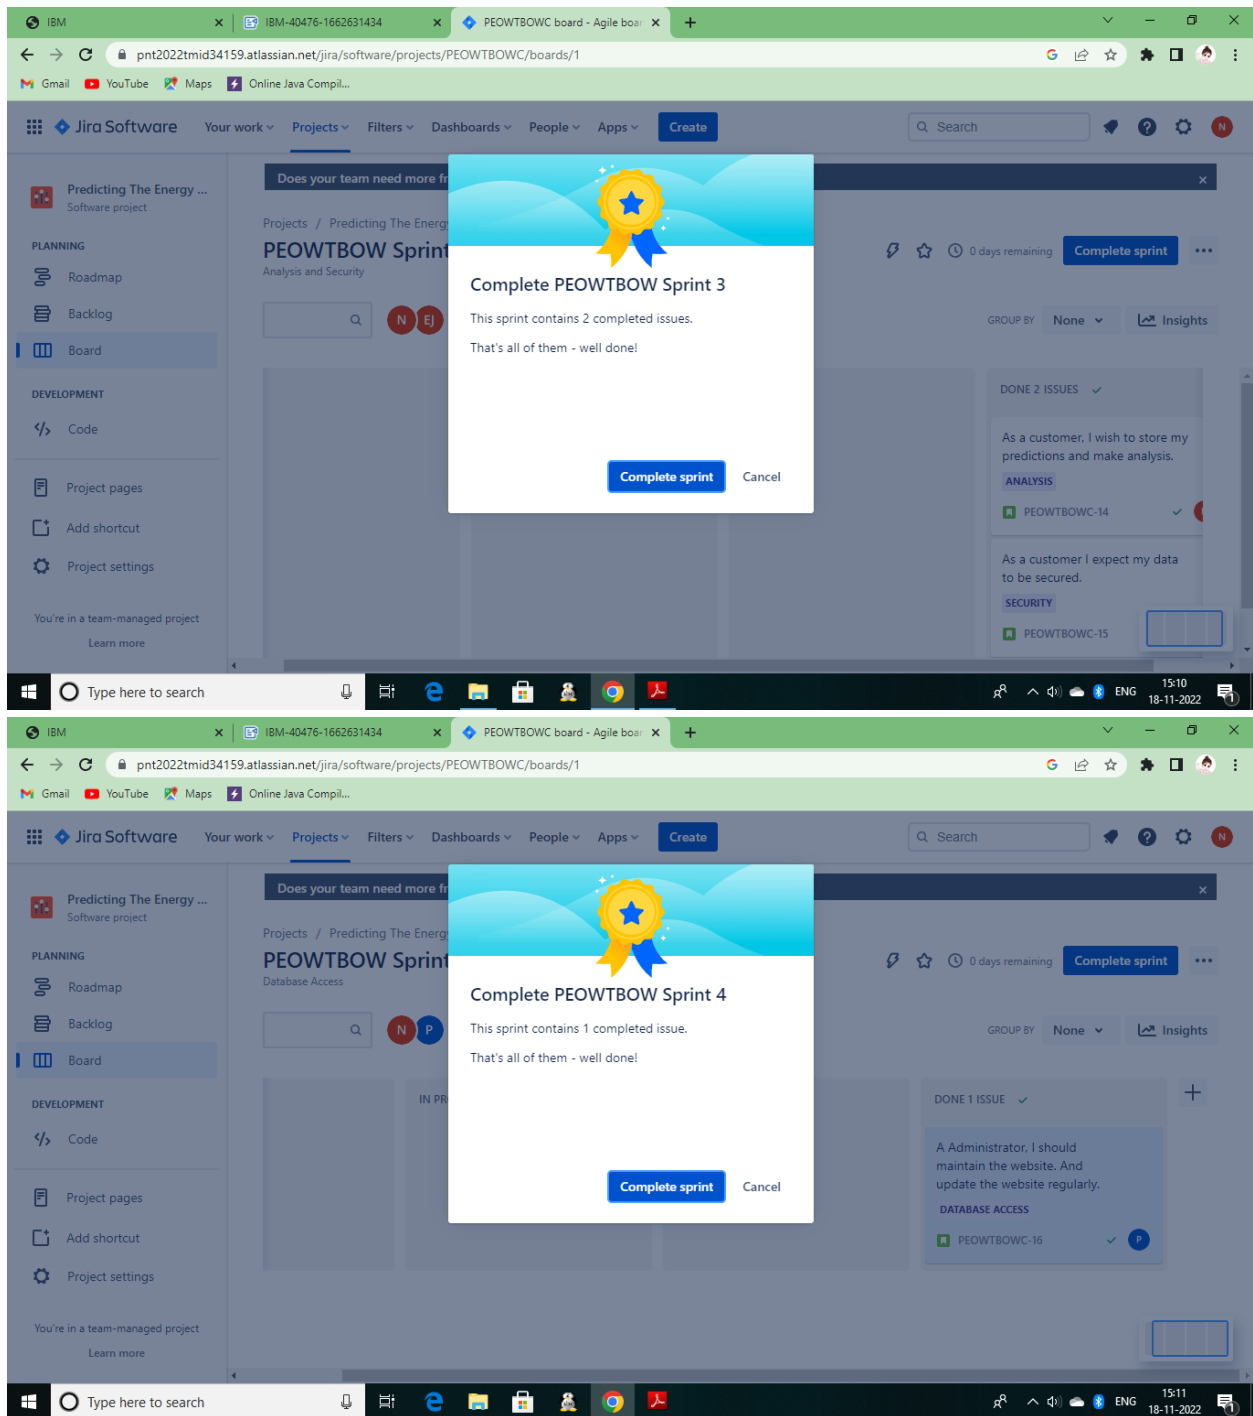 IBM
IBM-40476-1662631434
PEOWTBOWC board - Agile boar
pnt2022tmid34159.atlassian.net/jira/software/projects/PEOWTBOWC/boards/1
G
Gmail YouTube Maps Online Java Compil...
Jira Software Your work Projects Filters Dashboards People Apps Create Search N
Does your team need more fr
Predicting The Energy ...
Software project
Projects / Predicting The Energ
PLANNING
PEOWTBOW Sprint
Analysis and Security
0 days remaining Complete sprint
Roadmap
Backlog
Board
N EJ
GROUP BY None Insights
Complete PEOWTBOW Sprint 3
This sprint contains 2 completed issues.
That's all of them - well done!
Complete sprint Cancel
DEVELOPMENT
Code
Project pages
Add shortcut
Project settings
You're in a team-managed project
Learn more
DONE 2 ISSUES
As a customer, I wish to store my
predictions and make analysis.
ANALYSIS
PEOWTBOWC-14
As a customer I expect my data
to be secured.
SECURITY
PEOWTBOWC-15
Type here to search
ENG
15:10
18-11-2022
1
IBM
IBM-40476-1662631434
PEOWTBOWC board - Agile boar
pnt2022tmid34159.atlassian.net/jira/software/projects/PEOWTBOWC/boards/1
G
Gmail YouTube Maps Online Java Compil...
Jira Software Your work Projects Filters Dashboards People Apps Create Search N
Does your team need more fr
Predicting The Energy ...
Software project
Projects / Predicting The Energ
PLANNING
PEOWTBOW Sprint
Database Access
0 days remaining Complete sprint
Roadmap
Backlog
Board
N P
GROUP BY None Insights
Complete PEOWTBOW Sprint 4
This sprint contains 1 completed issue.
That's all of them - well done!
Complete sprint Cancel
DEVELOPMENT
Code
Project pages
Add shortcut
Project settings
You're in a team-managed project
Learn more
IN PR
DONE 1 ISSUE
A Administrator, I should
maintain the website. And
update the website regularly.
DATABASE ACCESS
PEOWTBOWC-16
P
Type here to search
ENG
15:11
18-11-2022
1